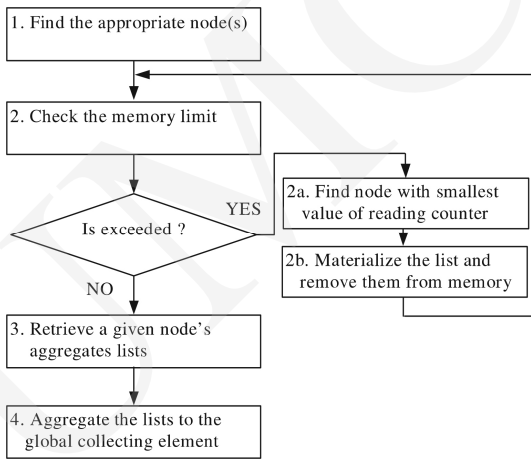 1. Find the appropriate node(s)
2. Check the memory limit
Is exceeded ?
YES
2a. Find node with smallest
value of reading counter
2b. Materialize the list and
remove them from memory
NO
3. Retrieve a given node's
aggregates lists
4. Aggregate the lists to the
global collecting element